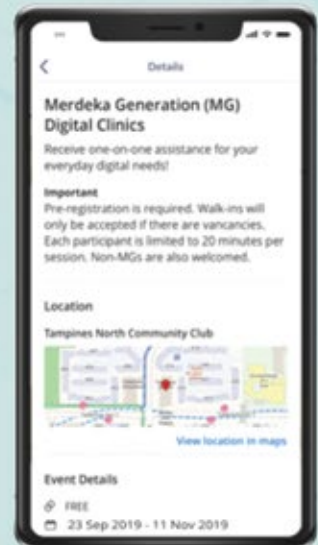 Details
Merdeka Generation (MG)
Digital Clinics
Receive one-on-one assistance for your
everyday digital needs!
Important
Pre-registration is required. Walk-ins will
only be accepted if there are vancancies.
Each participant is limited to 20 minutes per
session. Non-MGs are also welcomed.
Location
Tampines North Community Club
View location in maps
Event Details
FREE
23 Sep 2019 - 11 Nov 2019